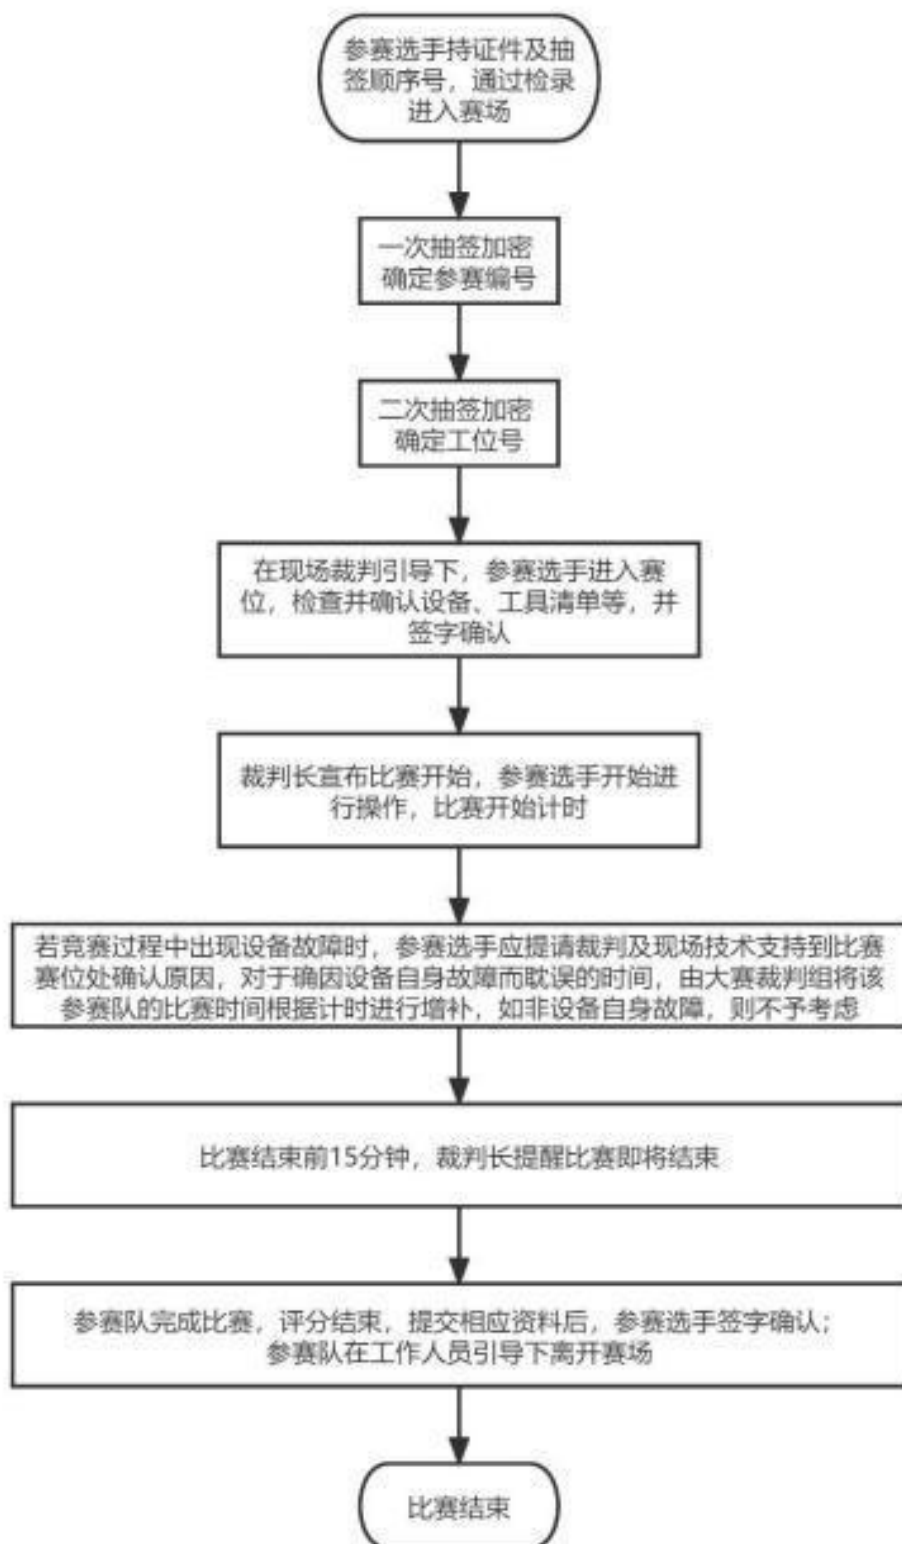 参赛选手持证件及抽
签顺序号，通过检录
进入赛场
一次抽签加密
确定参赛编号
二次抽签加密
确定工位号
在现场裁判引导下，参赛选手进入赛
位，检查并确认设备、工具清单等，并
签字确认
裁判长宣布比赛开始，参赛选手开始进
行操作，比赛开始计时
若竞赛过程中出现设备故障时，参赛选手应提请裁判及现场技术支持到比赛
赛位处确认原因，对于确因设备自身故障而耽误的时间，由大赛裁判组将该
参赛队的比赛时间根据计时进行增补，如非设备自身故障，则不予考虑
比赛结束前15分钟，裁判长提醒比赛即将结束
参赛队完成比赛，评分结束，提交相应资料后，参赛选手签字确认；
参赛队在工作人员引导下离开赛场
比赛结束